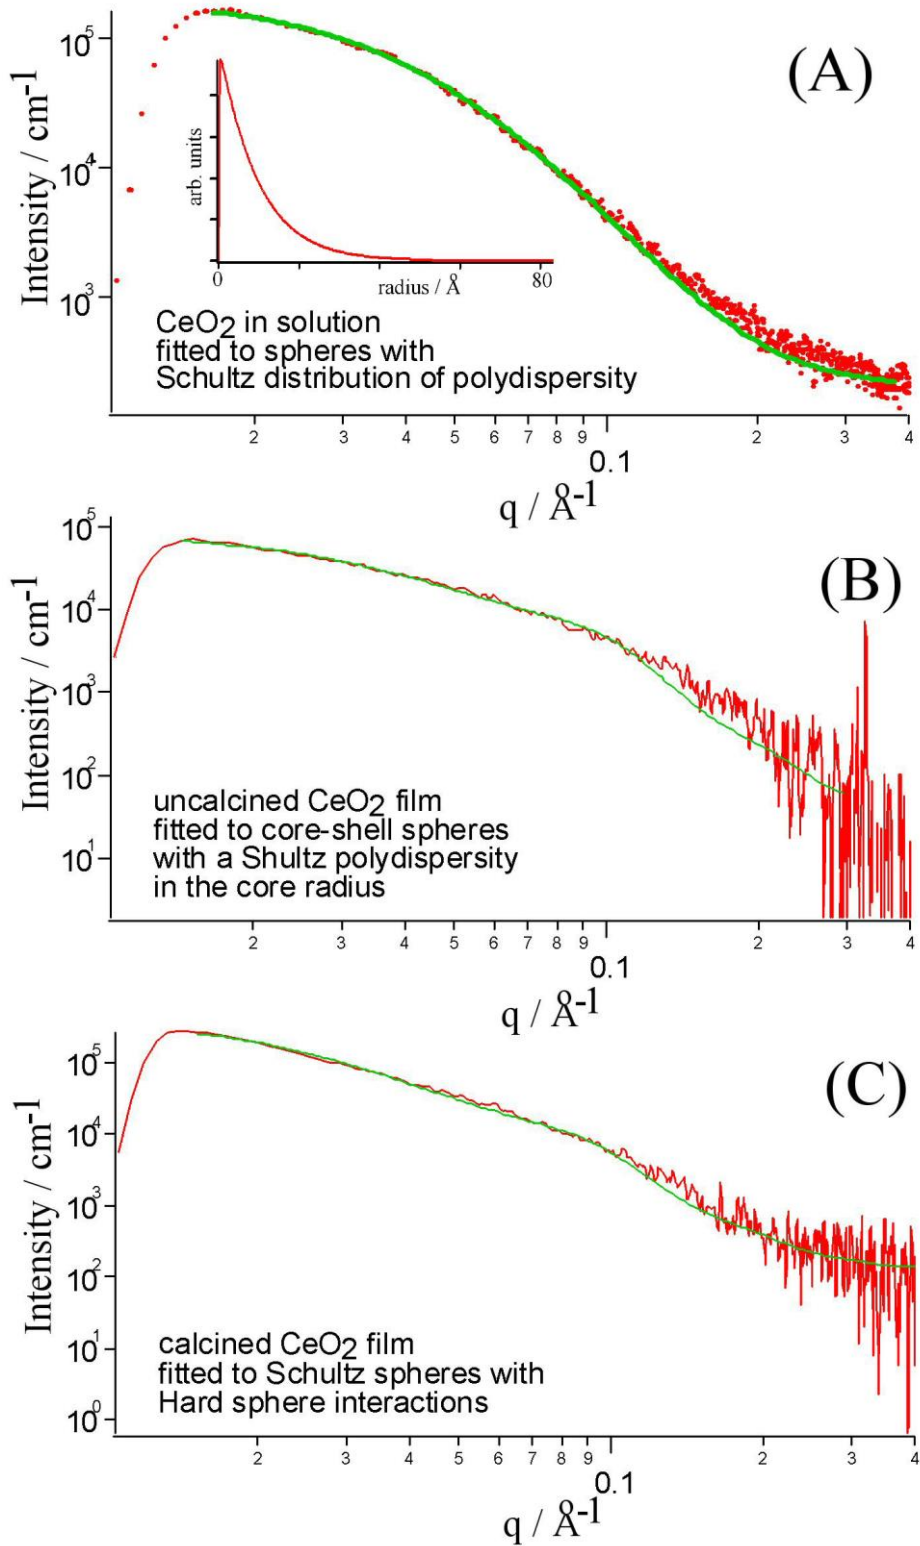 (A)
Intensity / cm-1
10^5
10^4
10^3
arb. units
0 radius / Å 80
CeO2 in solution
fitted to spheres with
Schultz distribution of polydispersity
2 3 4 5 6 7 8 9 2 3 4
0.1
q / Å-1
(B)
Intensity / cm-1
10^5
10^4
10^3
10^2
10^1
uncalcined CeO2 film
fitted to core-shell spheres
with a Shultz polydispersity
in the core radius
2 3 4 5 6 7 8 9 2 3 4
0.1
q / Å-1
(C)
Intensity / cm-1
10^5
10^4
10^3
10^2
10^1
10^0
calcined CeO2 film
fitted to Schultz spheres with
Hard sphere interactions
2 3 4 5 6 7 8 9 2 3 4
0.1
q / Å-1